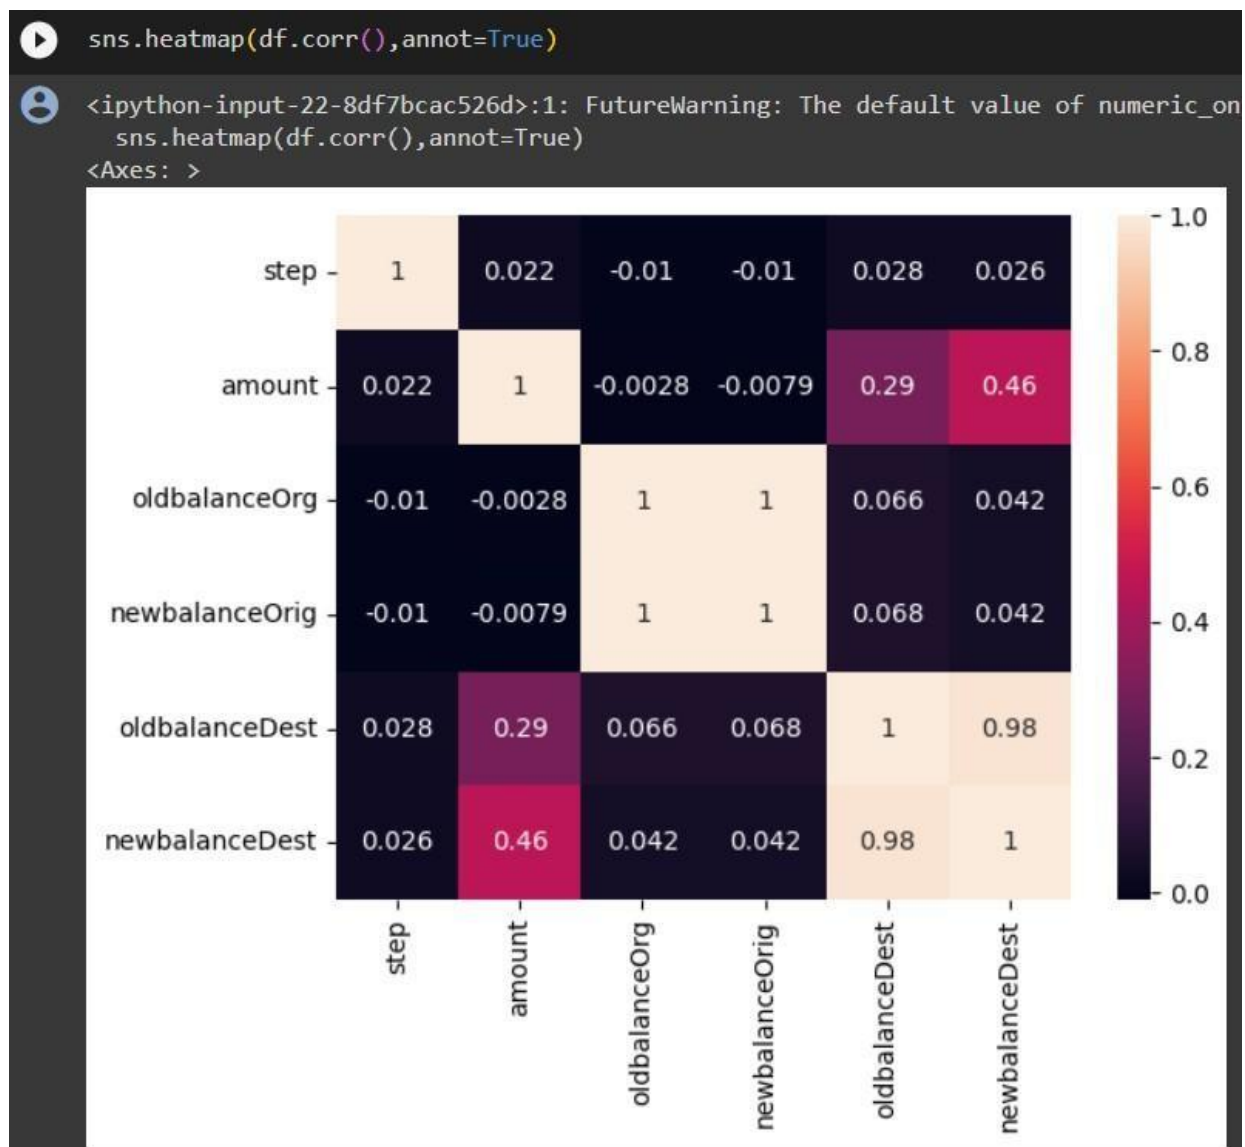 sns.heatmap(df.corr(),annot=True)
<ipython-input-22-8df7bcac526d>:1: FutureWarning: The default value of numeric_on
sns.heatmap(df.corr(),annot=True)
<Axes: >
step 1 0.022 -0.01 -0.01 0.028 0.026
amount 0.022 1 -0.0028 -0.0079 0.29 0.46
oldbalanceOrg -0.01 -0.0028 1 1 0.066 0.042
newbalanceOrig -0.01 -0.0079 1 1 0.068 0.042
oldbalanceDest 0.028 0.29 0.066 0.068 1 0.98
newbalanceDest 0.026 0.46 0.042 0.042 0.98 1
step
amount
oldbalanceOrg
newbalanceOrig
oldbalanceDest
newbalanceDest
1.0
0.8
0.6
0.4
0.2
0.0